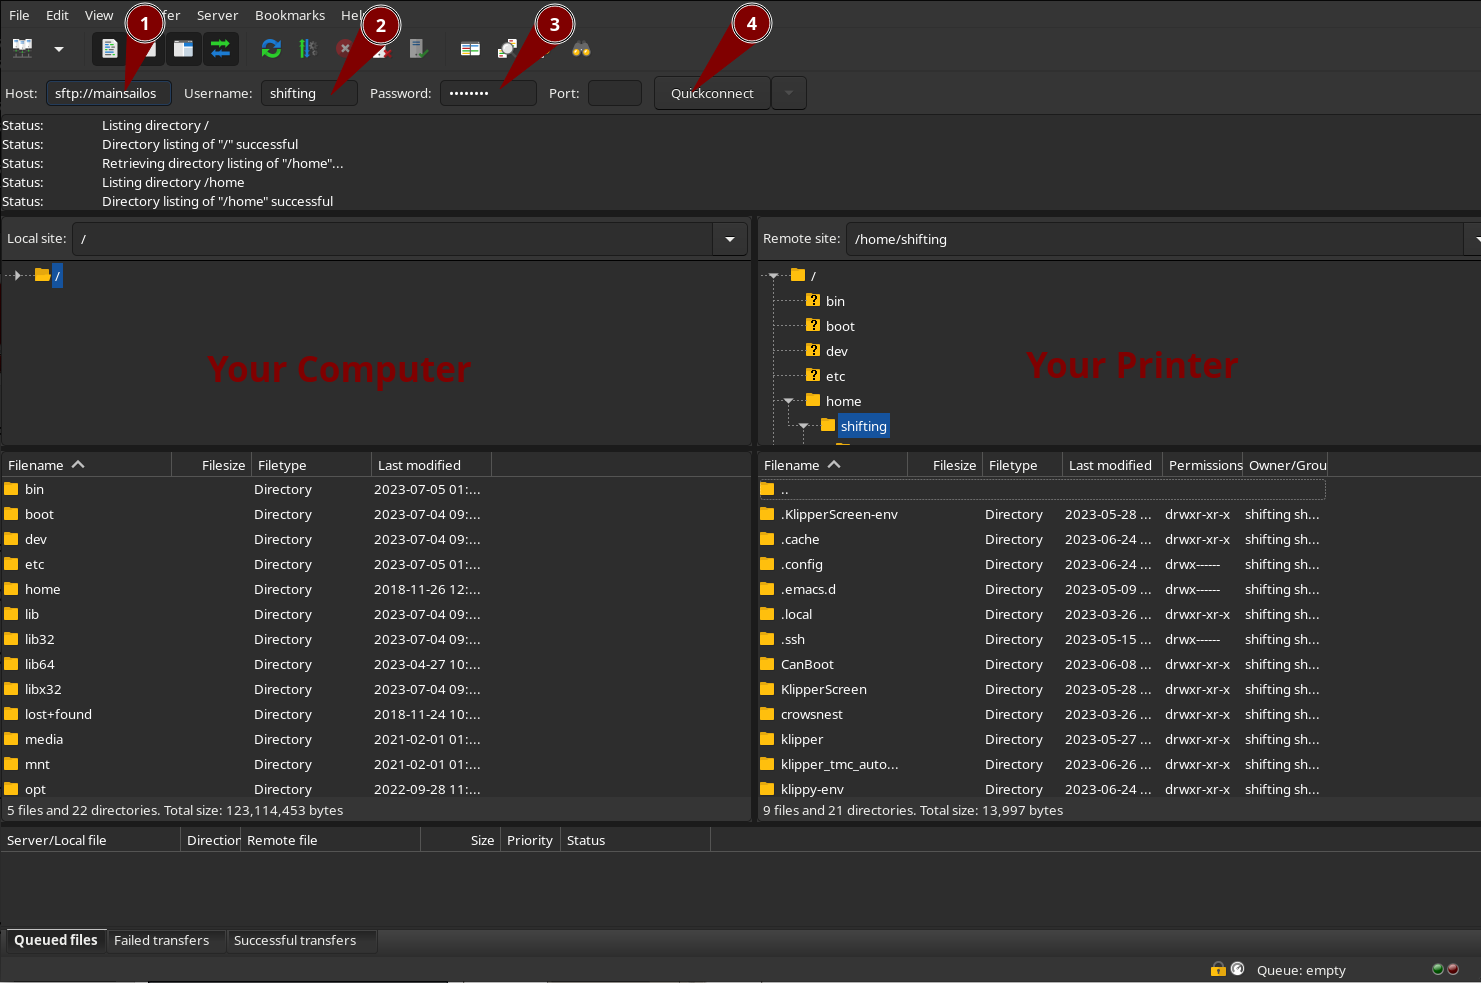 File Edit View fer Server Bookmarks Hel
1 2 3 4
Host: sftp://mainsailos Username: shifting Password: •••••••• Port: Quickconnect
Status: Listing directory /
Status: Directory listing of "/" successful
Status: Retrieving directory listing of "/home"...
Status: Listing directory /home
Status: Directory listing of "/home" successful
Local site: /
/
Your Computer
Remote site: /home/shifting
/
bin
boot
dev
etc
home
shifting
Your Printer
Filename Filesize Filetype Last modified
bin Directory 2023-07-05 01:...
boot Directory 2023-07-04 09:...
dev Directory 2023-07-04 09:...
etc Directory 2023-07-05 01:...
home Directory 2018-11-26 12:...
lib Directory 2023-07-04 09:...
lib32 Directory 2023-07-04 09:...
lib64 Directory 2023-04-27 10:...
libx32 Directory 2023-07-04 09:...
lost+found Directory 2018-11-24 10:...
media Directory 2021-02-01 01:...
mnt Directory 2021-02-01 01:...
opt Directory 2022-09-28 11:...
5 files and 22 directories. Total size: 123,114,453 bytes
Filename Filesize Filetype Last modified Permissions Owner/Grou
..
.KlipperScreen-env Directory 2023-05-28 ... drwxr-xr-x shifting sh...
.cache Directory 2023-06-24 ... drwxr-xr-x shifting sh...
.config Directory 2023-06-24 ... drwx------ shifting sh...
.emacs.d Directory 2023-05-09 ... drwx------ shifting sh...
.local Directory 2023-03-26 ... drwxr-xr-x shifting sh...
.ssh Directory 2023-05-15 ... drwx------ shifting sh...
CanBoot Directory 2023-06-08 ... drwxr-xr-x shifting sh...
KlipperScreen Directory 2023-05-28 ... drwxr-xr-x shifting sh...
crowsnest Directory 2023-03-26 ... drwxr-xr-x shifting sh...
klipper Directory 2023-05-27 ... drwxr-xr-x shifting sh...
klipper_tmc_auto... Directory 2023-06-26 ... drwxr-xr-x shifting sh...
klippy-env Directory 2023-06-24 ... drwxr-xr-x shifting sh...
9 files and 21 directories. Total size: 13,997 bytes
Server/Local file Direction Remote file Size Priority Status
Queued files Failed transfers Successful transfers
Queue: empty